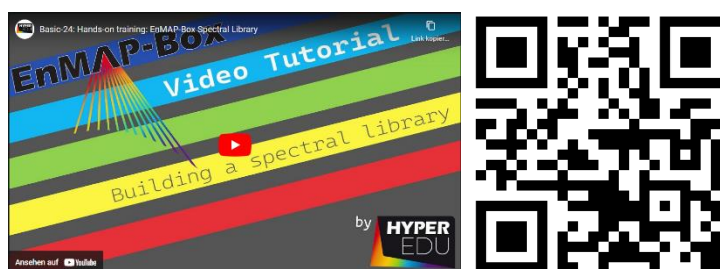 Basic-24: Hands-on training: EnMAP-Box Spectral Library
Link kopier...
EnMAP-Box
Video Tutorial
Building a spectral library
by HYPER
EDU
Ansehen auf YouTube